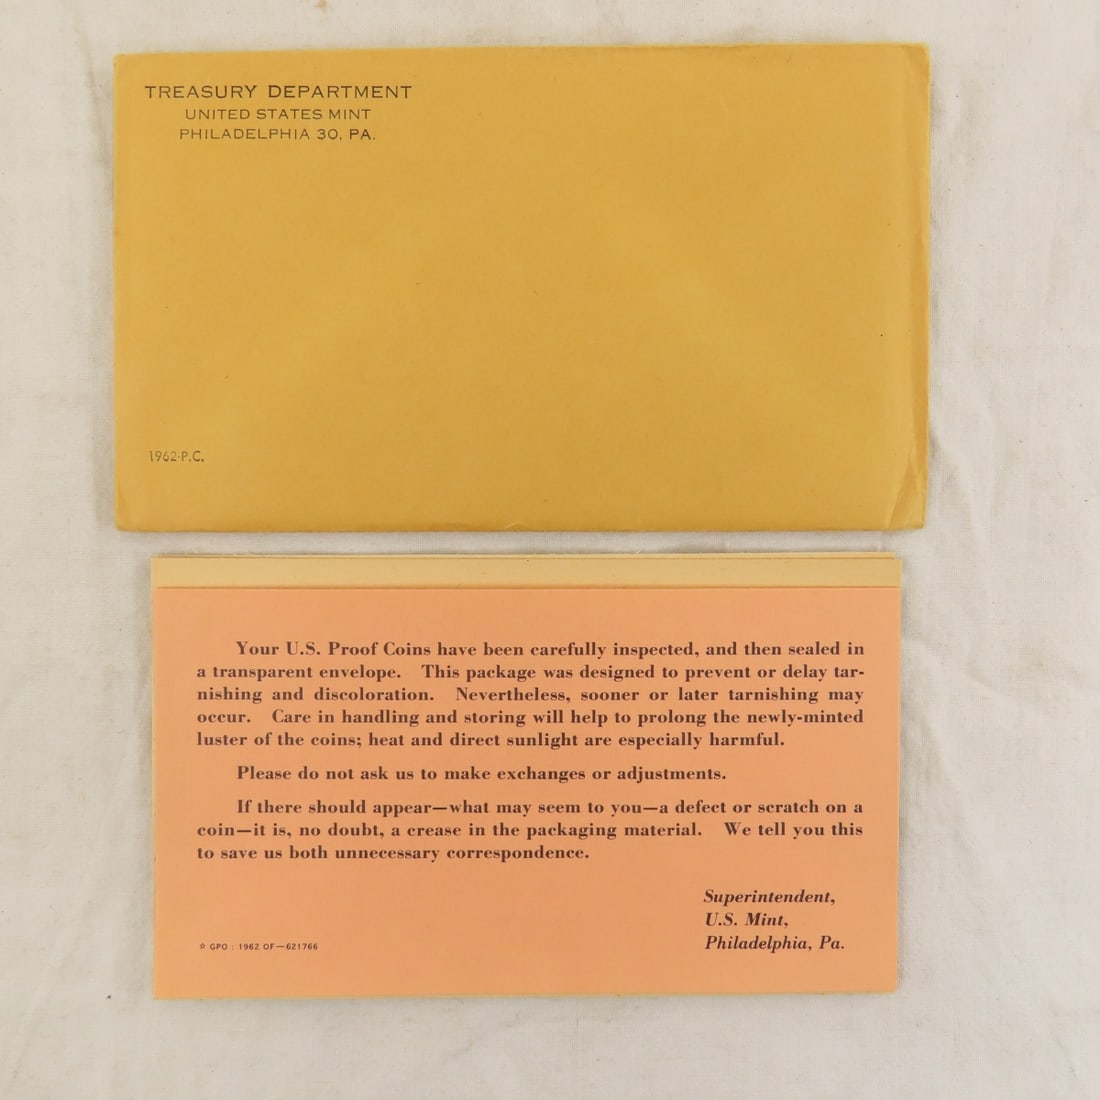 TREASURY DEPARTMENT
UNITED STATES MINT
PHILADELPHIA 30, PA.
1962-P.C.
Your U.S. Proof Coins have been carefully inspected, and then sealed in
a transparent envelope. This package was designed to prevent or delay tar-
nishing and discoloration. Nevertheless, sooner or later tarnishing may
occur. Care in handling and storing will help to prolong the newly-minted
luster of the coins; heat and direct sunlight are especially harmful.
Please do not ask us to make exchanges or adjustments.
If there should appear—what may seem to you—a defect or scratch on a
coin—it is, no doubt, a crease in the packaging material. We tell you this
to save us both unnecessary correspondence.
Superintendent,
U.S. Mint,
Philadelphia, Pa.
☆ GPO : 1962 OF—621766